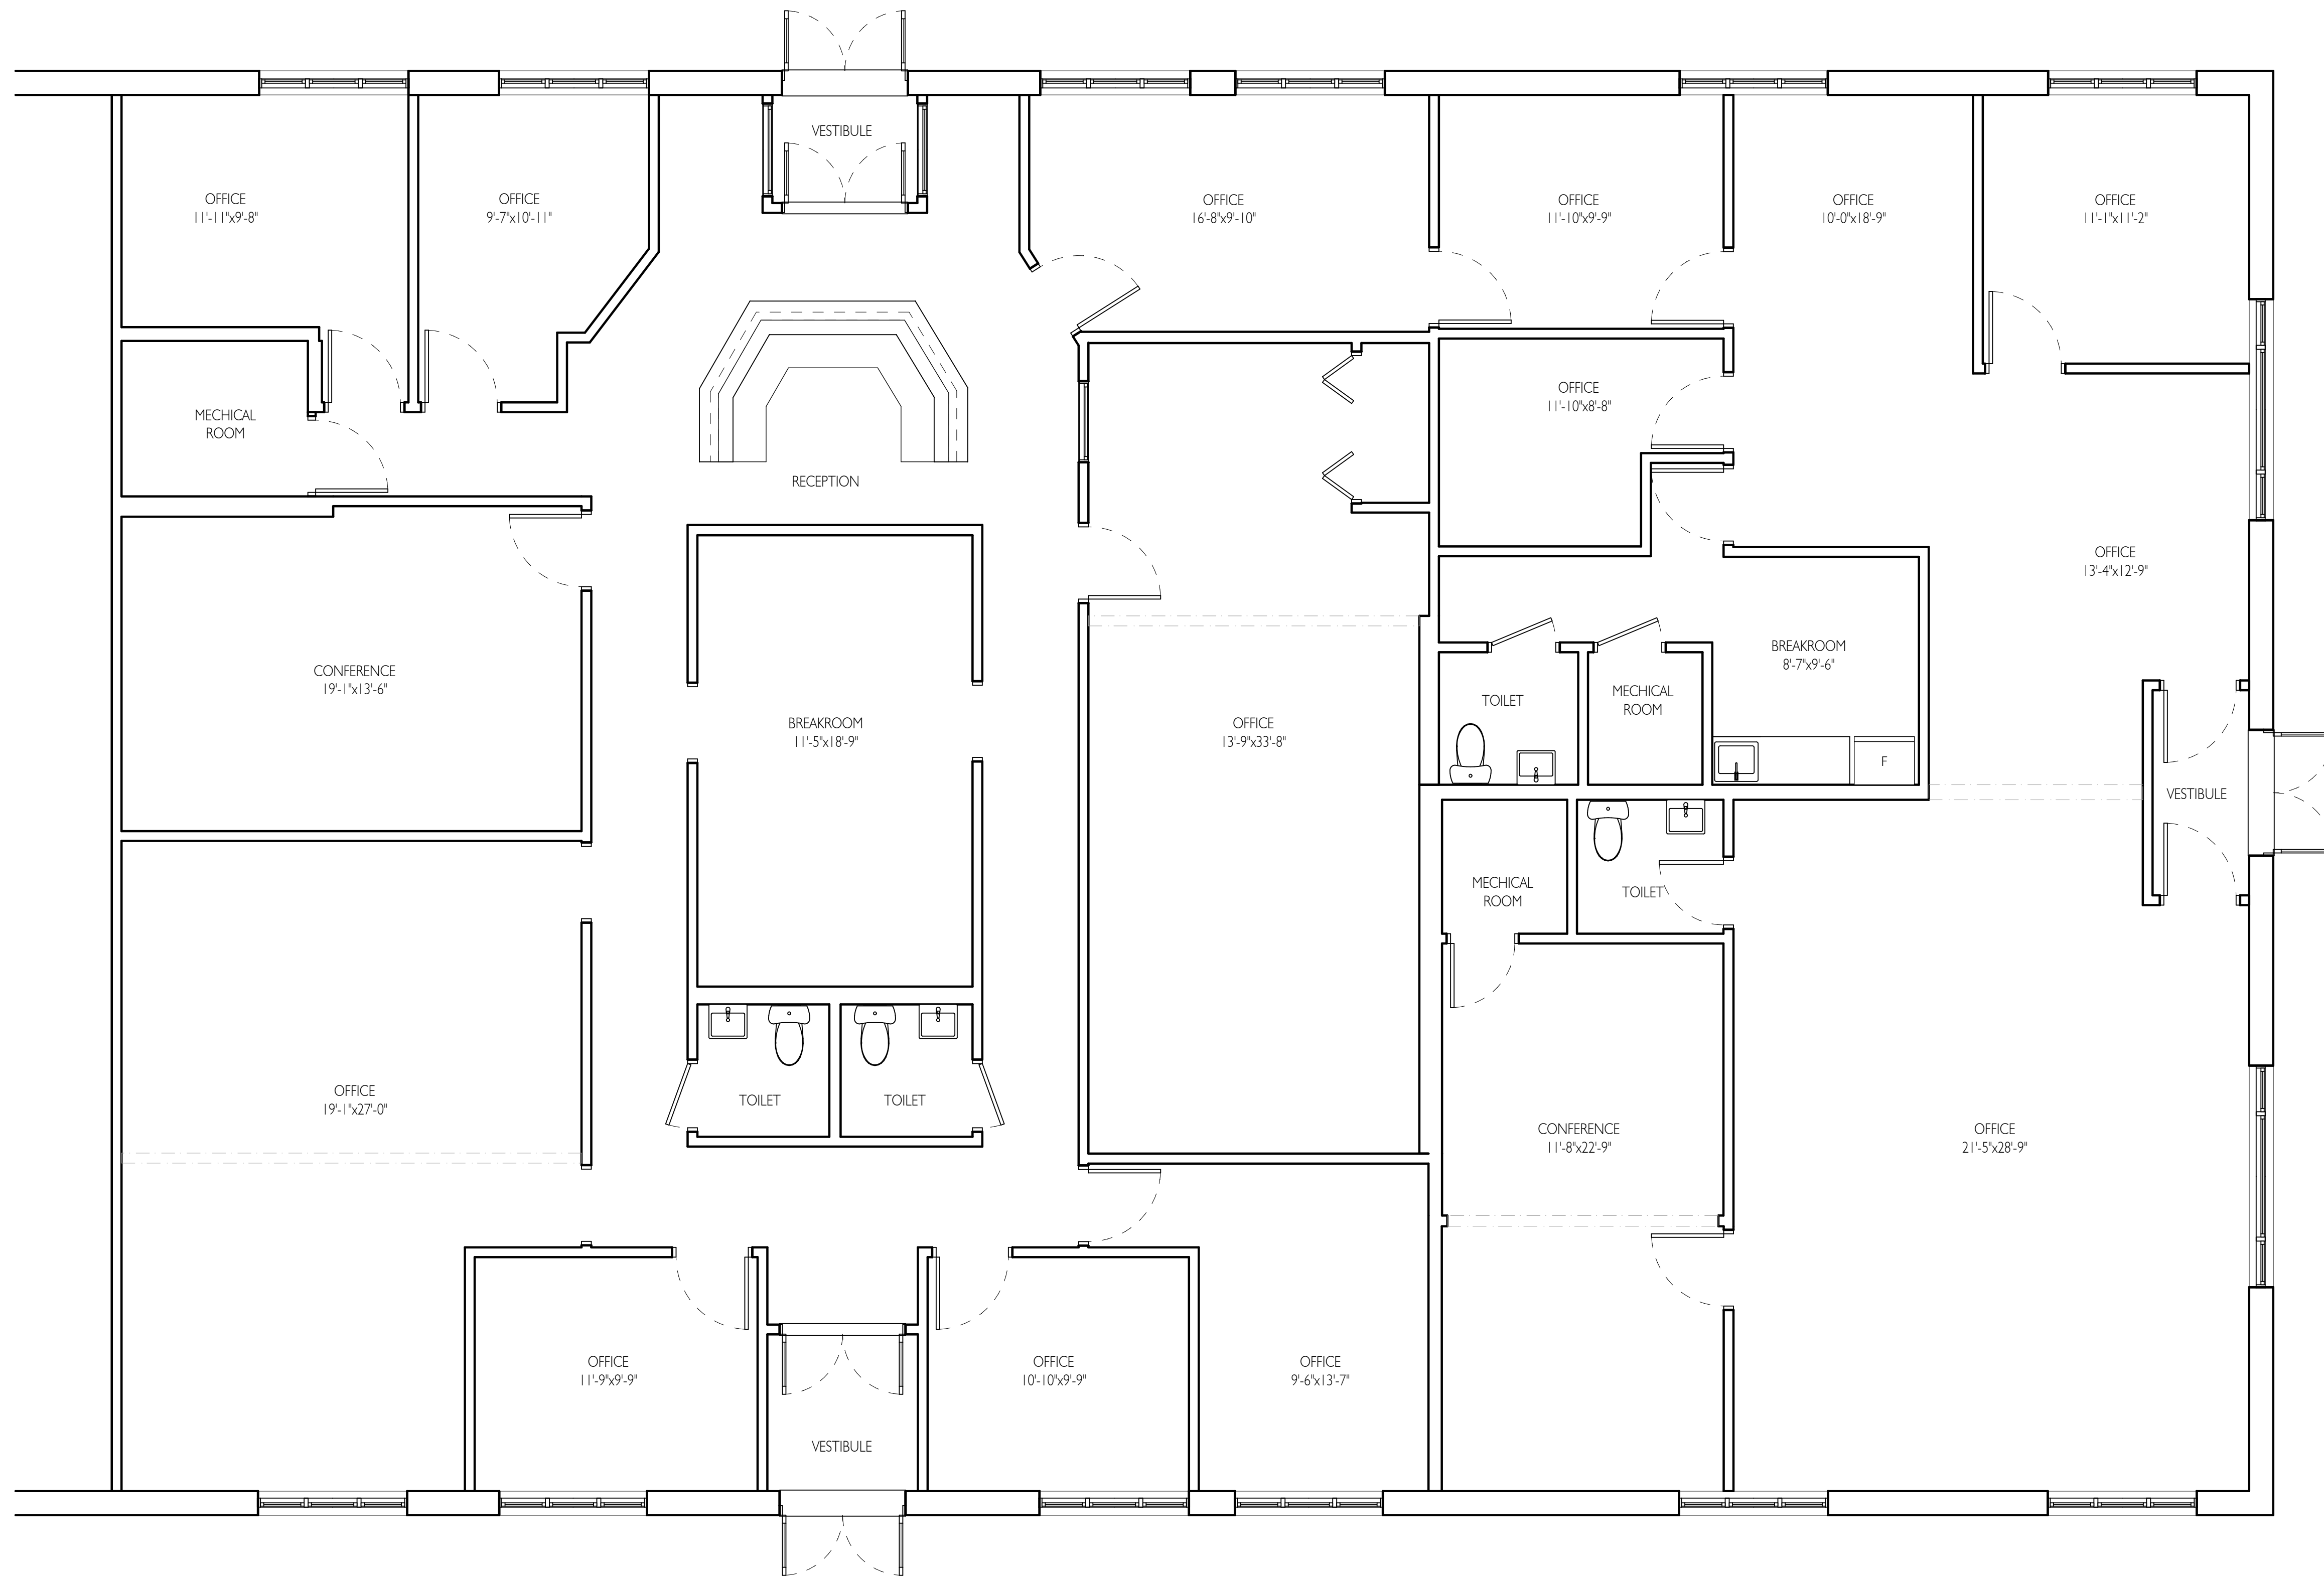 VESTIBULE
OFFICE
11'-11"x9'-8"
OFFICE
9'-7"x10'-11"
OFFICE
16'-8"x9'-10"
OFFICE
11'-10"x9'-9"
OFFICE
10'-0"x18'-9"
OFFICE
11'-1"x11'-2"
MECHICAL
ROOM
OFFICE
11'-10"x8'-8"
RECEPTION
OFFICE
13'-4"x12'-9"
CONFERENCE
19'-1"x13'-6"
BREAKROOM
11'-5"x18'-9"
OFFICE
13'-9"x33'-8"
TOILET
MECHICAL
ROOM
BREAKROOM
8'-7"x9'-6"
F
VESTIBULE
MECHICAL
ROOM
TOILET
OFFICE
19'-1"x27'-0"
TOILET
TOILET
CONFERENCE
11'-8"x22'-9"
OFFICE
21'-5"x28'-9"
OFFICE
11'-9"x9'-9"
OFFICE
10'-10"x9'-9"
OFFICE
9'-6"x13'-7"
VESTIBULE